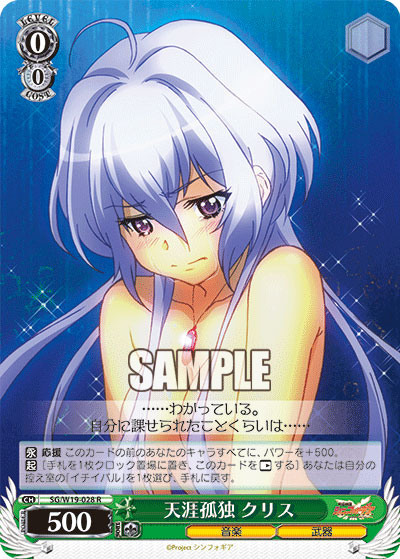 LEVEL
0
0
COST
SAMPLE
……わかっている。
自分に課せられたことくらいは……
永 応援 このカードの前のあなたのキャラすべてに、パワーを+500。
起 [手札を1枚クロック置場に置き、このカードを する] あなたは自分の
控え室の「イチイバル」を1枚選び、手札に戻す。
CH SG/W19-028 R
500
天涯孤独 クリス
音楽 武器
©Project シンフォギア